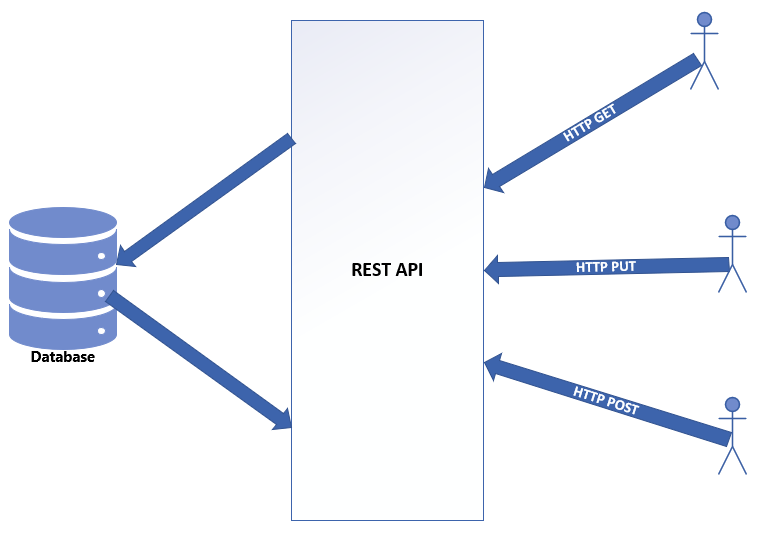 HTTP GET
REST API
HTTP PUT
Database
HTTP POST